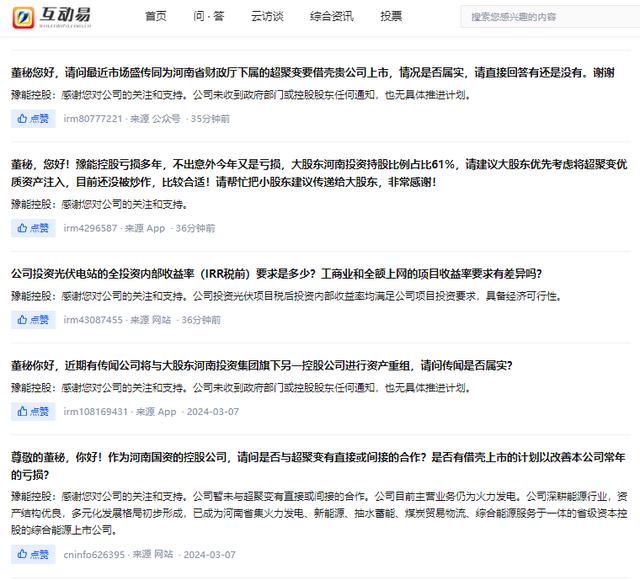 互动易
首页
问·答
云访谈
综合资讯
投票
搜索您感兴趣的内容
董秘您好，请问最近市场盛传同为河南省财政厅下属的超聚变要借壳贵公司上市，情况是否属实，请直接回答有还是没有。谢谢
豫能控股：感谢您对公司的关注和支持。公司未收到政府部门或控股股东任何通知，也无具体推进计划。
点赞 irm80777221 · 来源 公众号 · 35分钟前
董秘，您好！豫能控股亏损多年，不出意外今年又是亏损，大股东河南投资持股比例占比61%，请建议大股东优先考虑将超聚变优
质资产注入，目前还没被炒作，比较合适！请帮忙把小股东建议传递给大股东，非常感谢！
豫能控股：感谢您对公司的关注和支持。
点赞 irm4296587 · 来源 App · 36分钟前
公司投资光伏电站的全投资内部收益率（IRR税前）要求是多少？工商业和全额上网的项目收益率要求有差异吗？
豫能控股：感谢您对公司的关注和支持。公司投资光伏项目税后投资内部收益率均满足公司项目投资要求，具备经济可行性。
点赞 irm43087455 · 来源 网站 · 36分钟前
董秘你好，近期有传闻公司将与大股东河南投资集团旗下另一控股公司进行资产重组，请问传闻是否属实？
豫能控股：感谢您对公司的关注和支持。公司未收到政府部门或控股股东任何通知，也无具体推进计划。
点赞 irm108169431 · 来源 App · 2024-03-07
尊敬的董秘，你好！作为河南国资的控股公司，请问是否与超聚变有直接或间接的合作？是否有借壳上市的计划以改善本公司常年
的亏损？
豫能控股：感谢您对公司的关注和支持。公司暂未与超聚变有直接或间接的合作。公司目前主营业务仍为火力发电。公司深耕能源行业，资
产结构优良，多元化发展格局初步形成，已成为河南省集火力发电、新能源、抽水蓄能、煤炭贸易物流、综合能源服务于一体的省级资本控
股的综合能源上市公司。
点赞 cninfo626395 · 来源 网站 · 2024-03-07